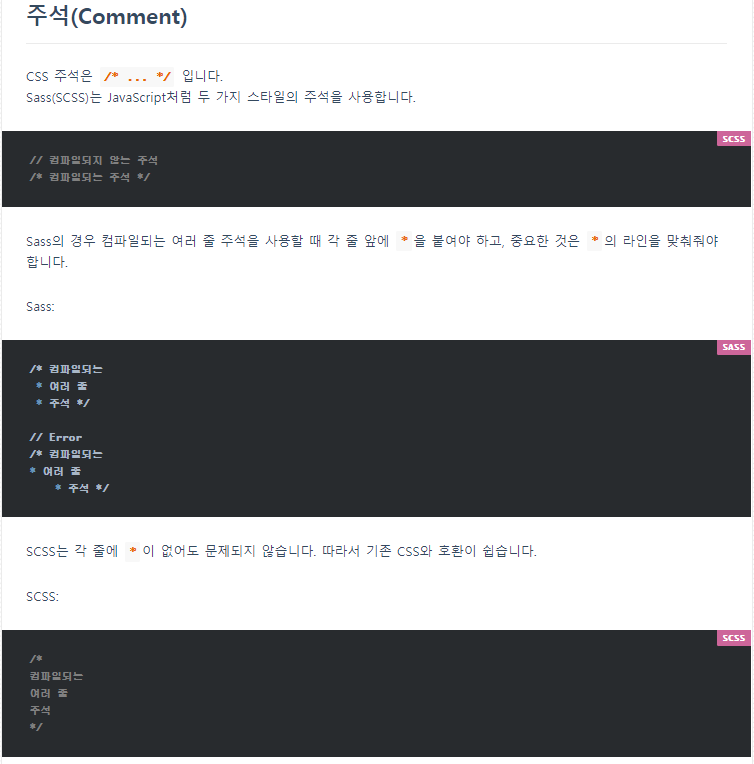 주석(Comment)
CSS 주석은 /* ... */ 입니다.
Sass(SCSS)는 JavaScript처럼 두 가지 스타일의 주석을 사용합니다.
SCSS
// 컴파일되지 않는 주석
/* 컴파일되는 주석 */
Sass의 경우 컴파일되는 여러 줄 주석을 사용할 때 각 줄 앞에 * 을 붙여야 하고, 중요한 것은 * 의 라인을 맞춰줘야
합니다.
Sass:
SASS
/* 컴파일되는
 * 여러 줄
 * 주석 */
// Error
/* 컴파일되는
* 여러 줄
    * 주석 */
SCSS는 각 줄에 * 이 없어도 문제되지 않습니다. 따라서 기존 CSS와 호환이 쉽습니다.
SCSS:
SCSS
/*
컴파일되는
여러 줄
주석
*/